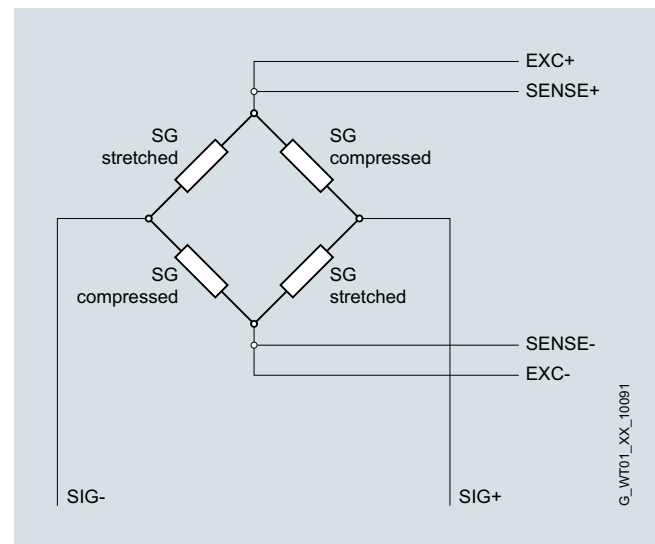 EXC+
SENSE+
SG
stretched
SG
compressed
SG
compressed
SG
stretched
SENSE-
EXC-
SIG-
SIG+
G_WT01_XX_10091